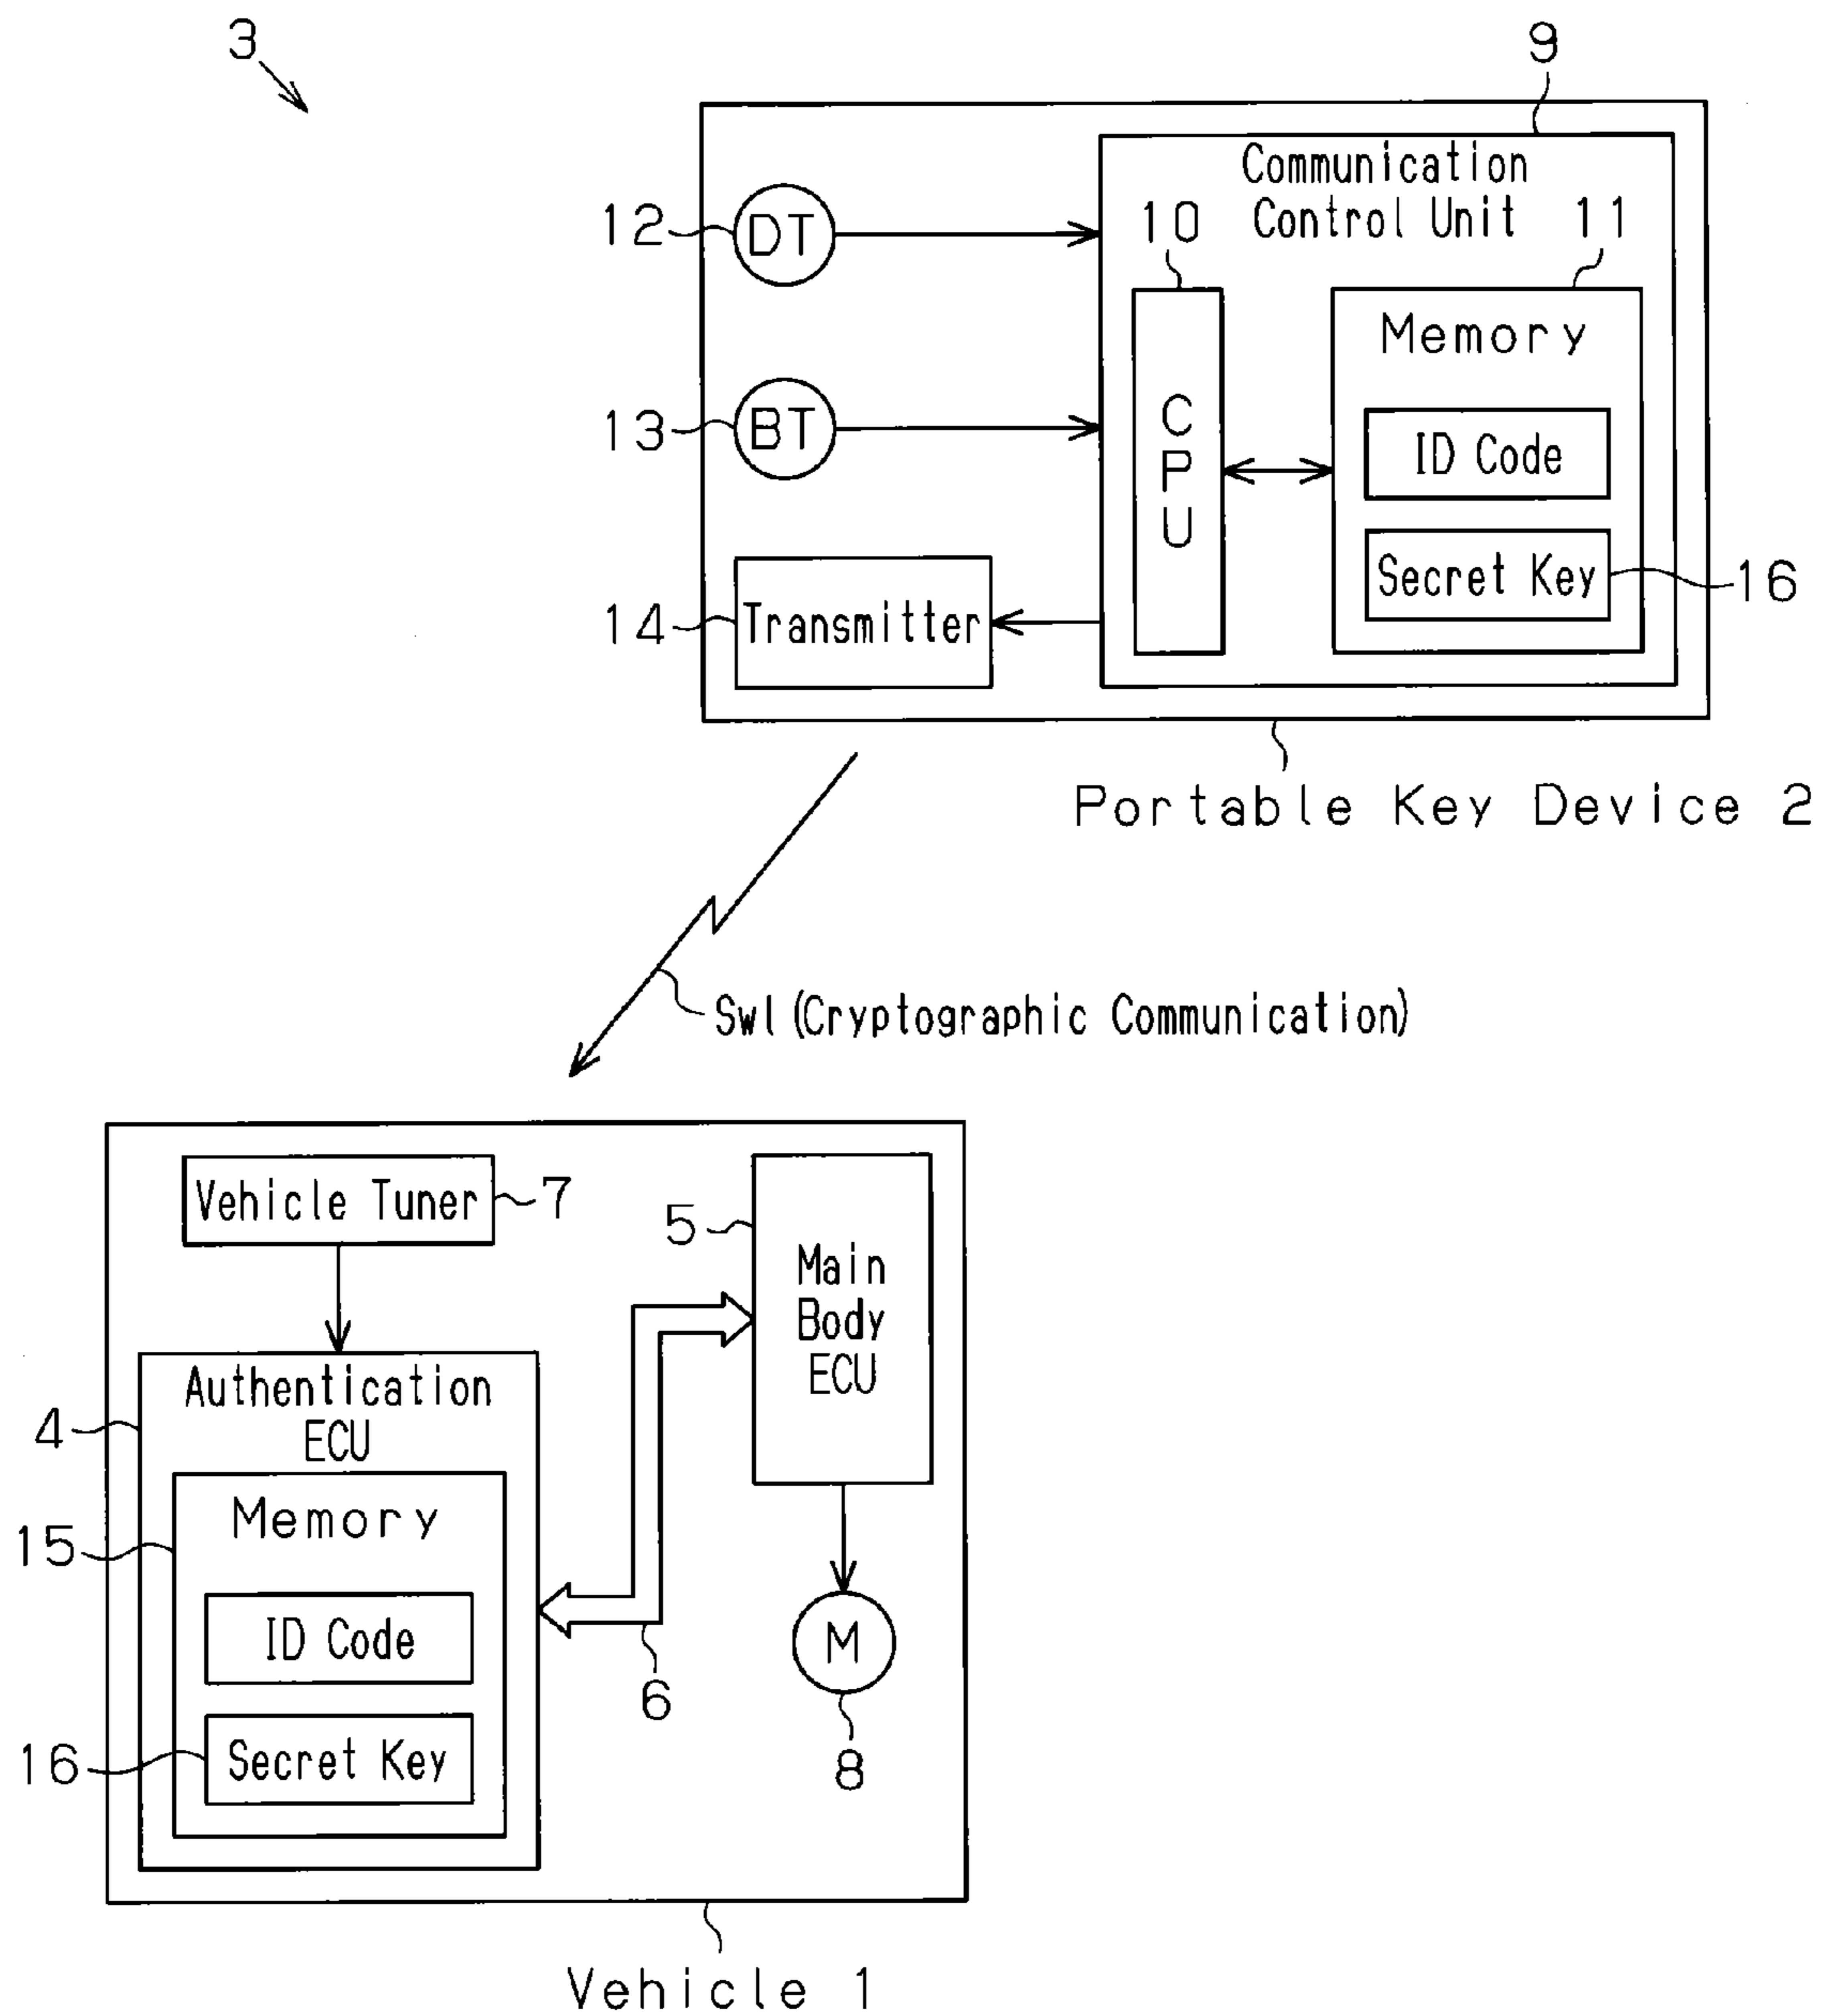 3
9
Communication
Control Unit
10
11
12
DT
Memory
13
BT
C
P
U
ID Code
Secret Key
16
14
Transmitter
Portable Key Device 2
Swl (Cryptographic Communication)
Vehicle Tuner
7
5
Main
Body
ECU
Authentication
ECU
4
Memory
15
ID Code
M
6
Secret Key
16
8
Vehicle 1